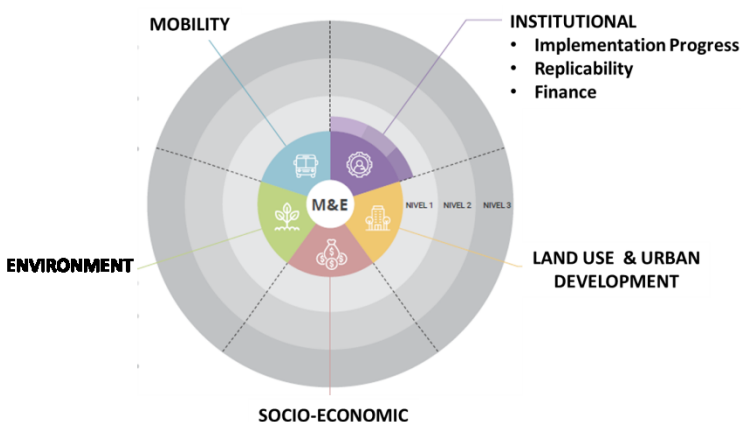 MOBILITY
INSTITUTIONAL
• Implementation Progress
• Replicability
• Finance
M&E
NIVEL 1
NIVEL 2
NIVEL 3
ENVIRONMENT
LAND USE & URBAN
DEVELOPMENT
SOCIO-ECONOMIC